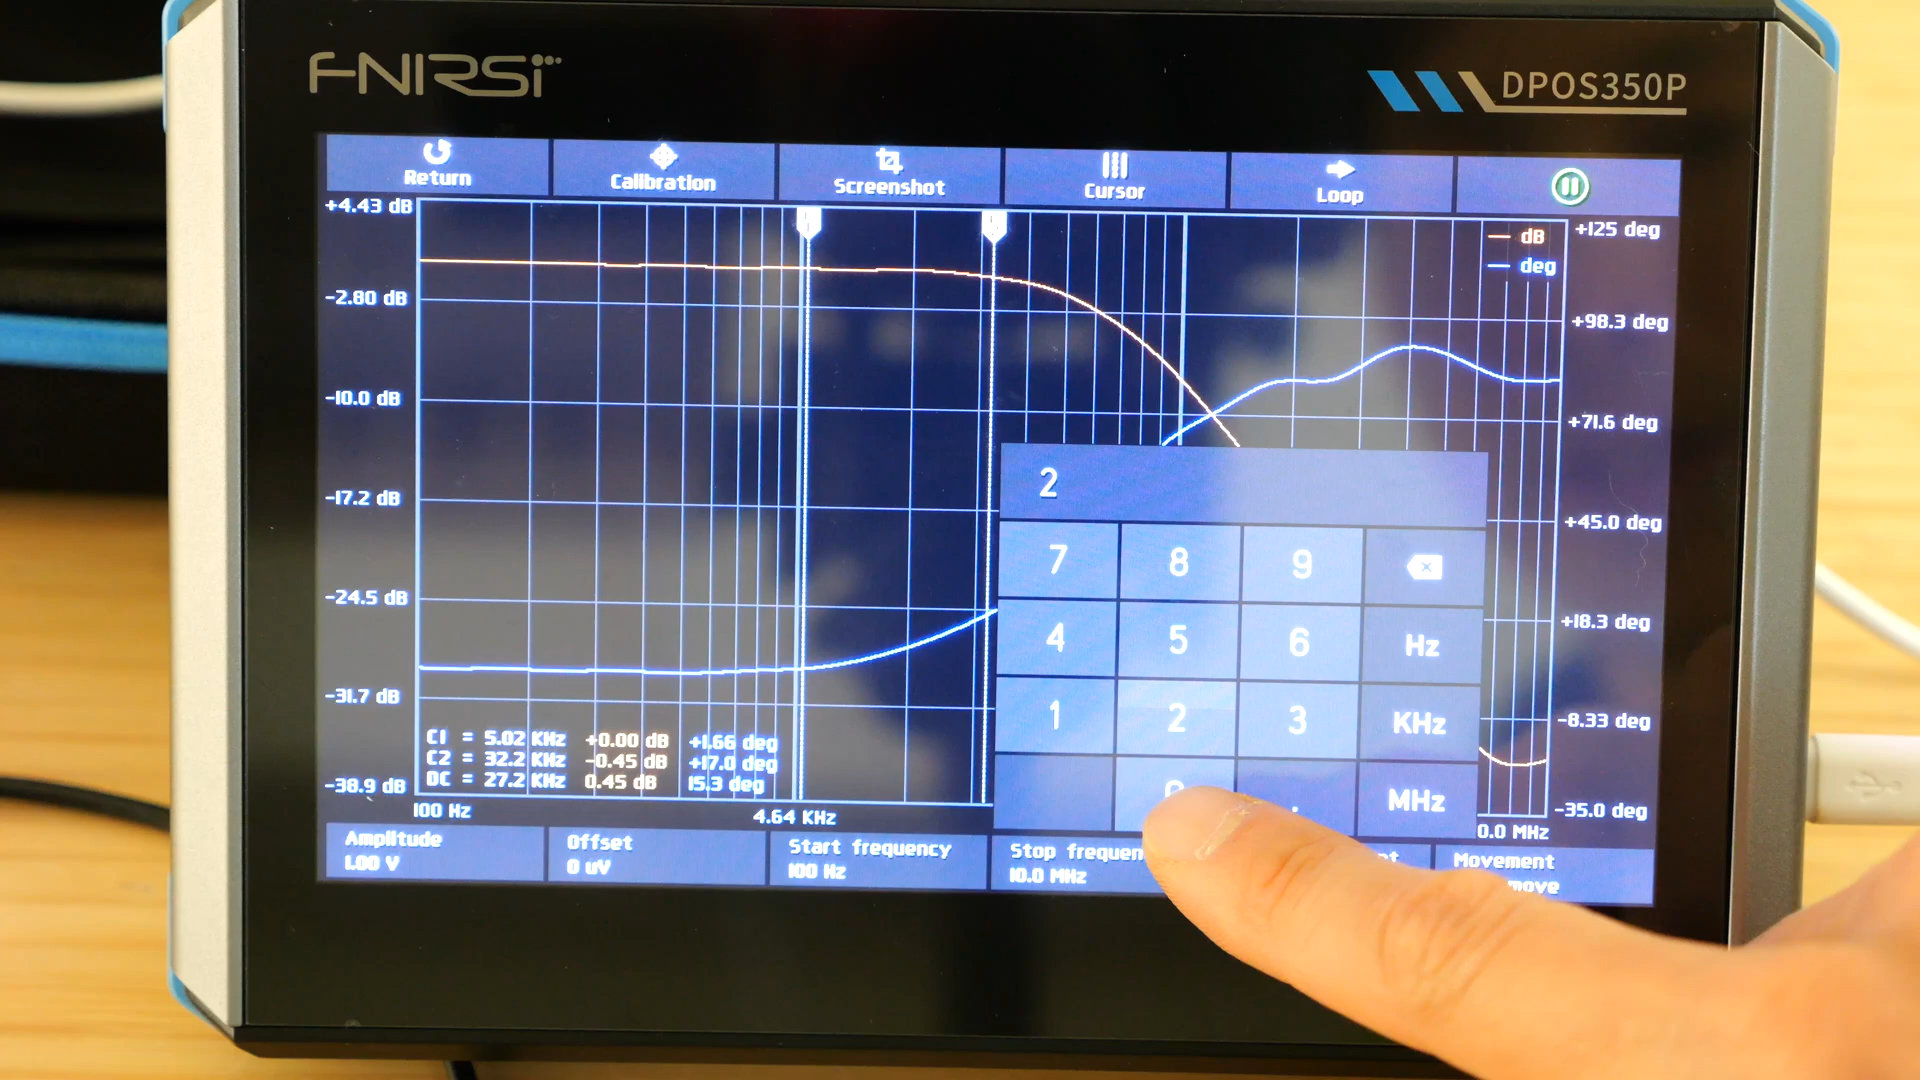 FNIRSI
DPOS350P
Return
Calibration
Screenshot
Cursor
Loop
+4.43 dB
-2.80 dB
-10.0 dB
-17.2 dB
-24.5 dB
-31.7 dB
-38.9 dB
dB
deg
+125 deg
+98.3 deg
+71.6 deg
+45.0 deg
+18.3 deg
-8.33 deg
-35.0 deg
2
7 8 9
4 5 6 Hz
1 2 3 KHz
. MHz
C1 = 5.02 KHz +0.00 dB +1.66 deg
C2 = 32.2 KHz -0.45 dB +17.0 deg
DC = 27.2 KHz 0.45 dB 15.3 deg
100 Hz
4.64 KHz
0.0 MHz
Amplitude
1.00 V
Offset
0 uV
Start frequency
100 Hz
Stop frequen
10.0 MHz
Movement
move